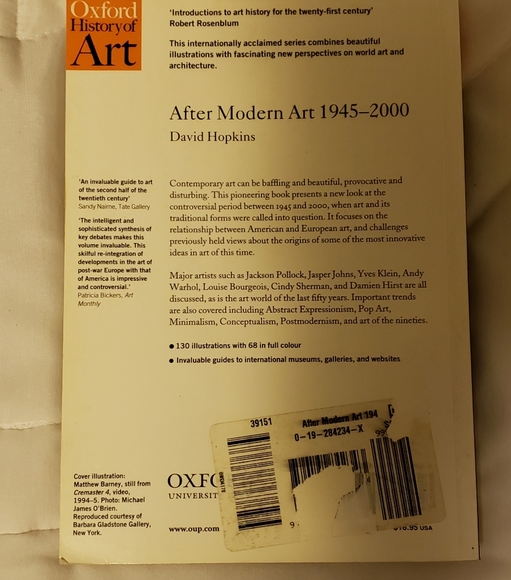 Oxford
History of
Art
‘Introductions to art history for the twenty-first century’
Robert Rosenblum
This internationally acclaimed series combines beautiful
illustrations with fascinating new perspectives on world art and
architecture.
After Modern Art 1945–2000
David Hopkins
‘An invaluable guide to art
of the second half of the
twentieth century’
Sandy Nairne, Tate Gallery
‘The intelligent and
sophisticated synthesis of
key debates makes this
volume invaluable. This
skilful re-integration of
developments in the art of
post-war Europe with that
of America is impressive
and controversial.’
Patricia Bickers, Art
Monthly
Contemporary art can be baffling and beautiful, provocative and
disturbing. This pioneering book presents a new look at the
controversial period between 1945 and 2000, when art and its
traditional forms were called into question. It focuses on the
relationship between American and European art, and challenges
previously held views about the origins of some of the most innovative
ideas in art of this time.
Major artists such as Jackson Pollock, Jasper Johns, Yves Klein, Andy
Warhol, Louise Bourgeois, Cindy Sherman, and Damien Hirst are all
discussed, as is the art world of the last fifty years. Important trends
are also covered including Abstract Expressionism, Pop Art,
Minimalism, Conceptualism, Postmodernism, and art of the nineties.
● 130 illustrations with 68 in full colour
● Invaluable guides to international museums, galleries, and websites
Cover illustration:
Matthew Barney, still from
Cremaster 4, video,
1994–5. Photo: Michael
James O'Brien.
Reproduced courtesy of
Barbara Gladstone Gallery,
New York.
OXFO
UNIVERSIT
www.oup.com
39151
After Modern Art 194
0-19-284234-X
9
$16.95 USA